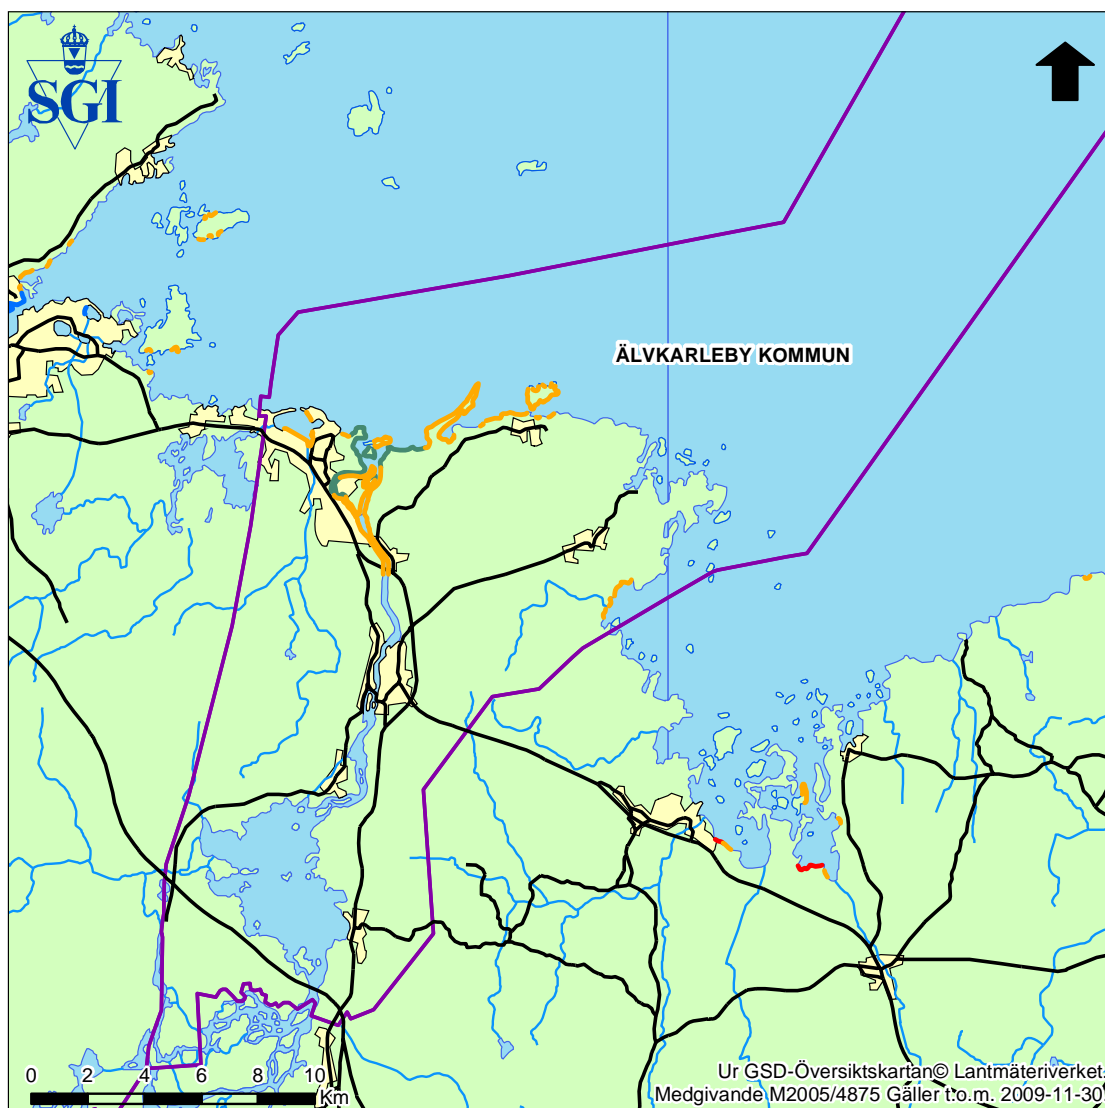 SGI
ÄLVKARLEBY KOMMUN
0 2 4 6 8 10
Km
Ur GSD-Översiktskartan© Lantmäteriverket.
Medgivande M2005/4875 Gäller t.o.m. 2009-11-30